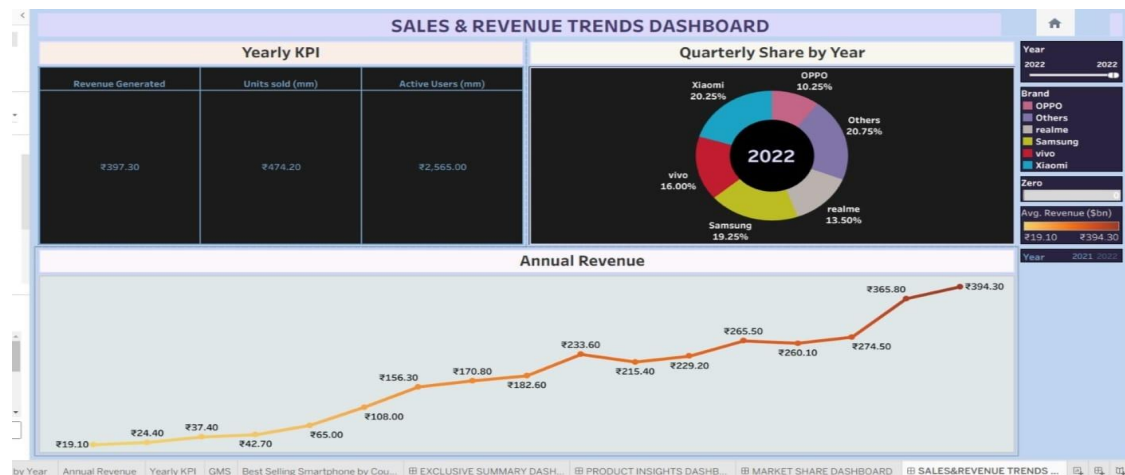 SALES & REVENUE TRENDS DASHBOARD
Yearly KPI
Revenue Generated
Units sold (mm)
Active Users (mm)
₹397.30
₹474.20
₹2,565.00
Quarterly Share by Year
OPPO
10.25%
Others
20.75%
realme
13.50%
Samsung
19.25%
vivo
16.00%
Xiaomi
20.25%
2022
Year
2022
2022
Brand
OPPO
Others
realme
Samsung
vivo
Xiaomi
Zero
Avg. Revenue ($bn)
₹19.10
₹394.30
Year
2021
2022
Annual Revenue
₹19.10
₹24.40
₹37.40
₹42.70
₹65.00
₹108.00
₹156.30
₹170.80
₹182.60
₹233.60
₹215.40
₹229.20
₹265.50
₹260.10
₹274.50
₹365.80
₹394.30
by Year
Annual Revenue
Yearly KPI
GMS
Best Selling Smartphone by Cou...
EXCLUSIVE SUMMARY DASH...
PRODUCT INSIGHTS DASHB...
MARKET SHARE DASHBOARD
SALES&REVENUE TRENDS ...